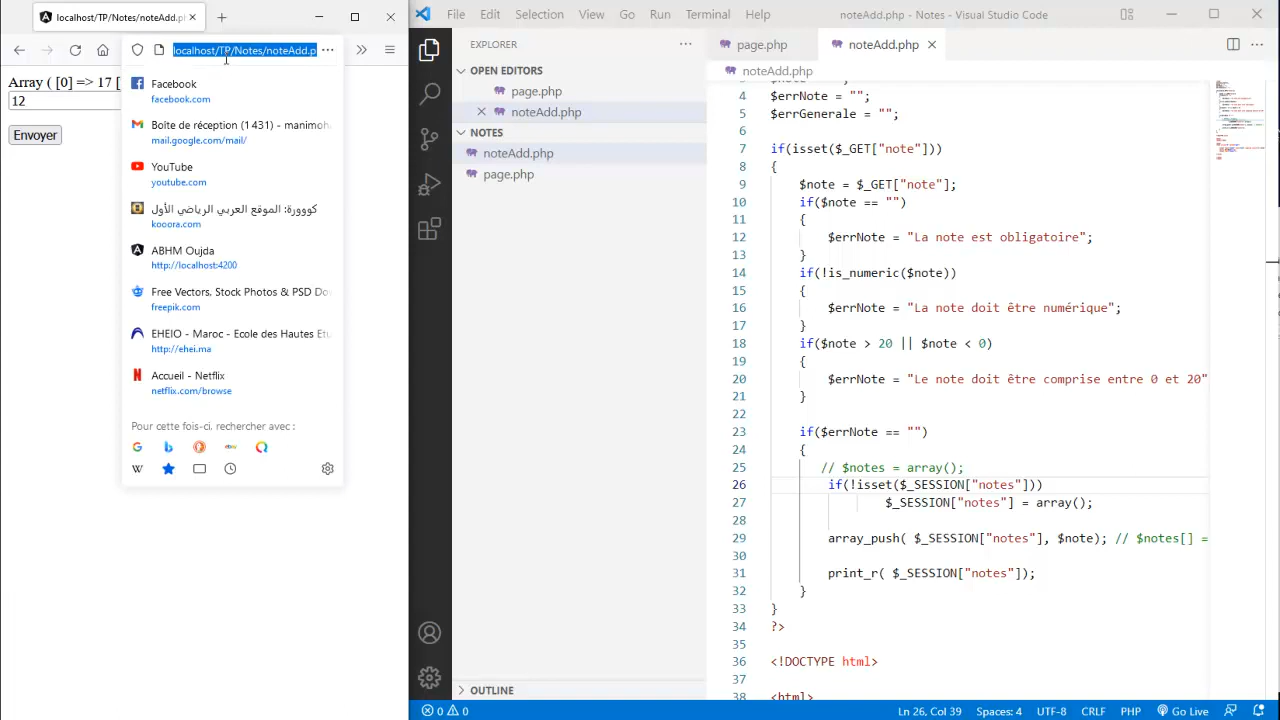 localhost/TP/Notes/noteAdd.pl
localhost/TP/Notes/noteAdd.p
Array ( [0] => 17 [
12
Envoyer
Facebook
facebook.com
Boîte de réception (1 431) - manimoh
mail.google.com/mail/
YouTube
youtube.com
كووورة: الموقع العربي الرياضي الأول
kooora.com
ABHM Oujda
http://localhost:4200
Free Vectors, Stock Photos & PSD Do
freepik.com
EHEIO - Maroc - Ecole des Hautes Etu
http://ehei.ma
Accueil - Netflix
netflix.com/browse
Pour cette fois-ci, rechercher avec :
File Edit Selection View Go Run Terminal Help
noteAdd.php - Notes - Visual Studio Code
EXPLORER
OPEN EDITORS
page.php
noteAdd.php
NOTES
noteAdd.php
page.php
OUTLINE
page.php
noteAdd.php
noteAdd.php
4 $errNote = "";
5 $errGenerale = "";
6
7 if(isset($_GET["note"]))
8 {
9 $note = $_GET["note"];
10 if($note == "")
11 {
12 $errNote = "La note est obligatoire";
13 }
14 if(!is_numeric($note))
15 {
16 $errNote = "La note doit être numérique";
17 }
18 if($note > 20 || $note < 0)
19 {
20 $errNote = "Le note doit être comprise entre 0 et 20"
21 }
22
23 if($errNote == "")
24 {
25 // $notes = array();
26 if(!isset($_SESSION["notes"]))
27 $_SESSION["notes"] = array();
28
29 array_push( $_SESSION["notes"], $note); // $notes[] =
30
31 print_r( $_SESSION["notes"]);
32 }
33 }
34 ?>
35
36 <!DOCTYPE html>
37
38 <html>
0 0
Ln 26, Col 39 Spaces: 4 UTF-8 CRLF PHP Go Live